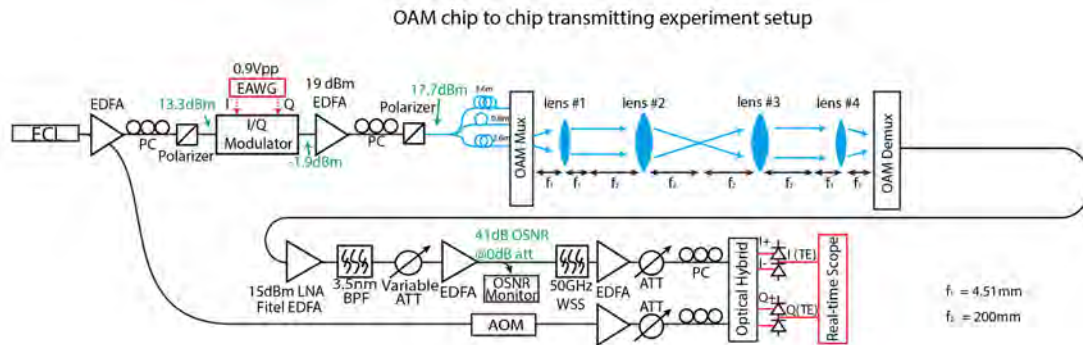 OAM chip to chip transmitting experiment setup
0.9Vpp
EAWG
I
Q
19 dBm
EDFA
EDFA
13.3dBm
17.7dBm
Polarizer
ECL
PC
Polarizer
I/Q
Modulator
-1.9dBm
PC
OAM Mux
lens #1
lens #2
lens #3
lens #4
OAM Demux
f₁
f₁
f₂
f₂
f₂
f₂
f₁
f₁
41dB OSNR
@0dB att
15dBm LNA
Fitel EDFA
3.5nm
BPF
Variable
ATT
EDFA
OSNR
Monitor
50GHz
WSS
EDFA
ATT
PC
Optical Hybrid
I+
I-
I (TE)
Q+
Q(TE)
Real-time Scope
AOM
EDFA
ATT
f₁ = 4.51mm
f₂ = 200mm